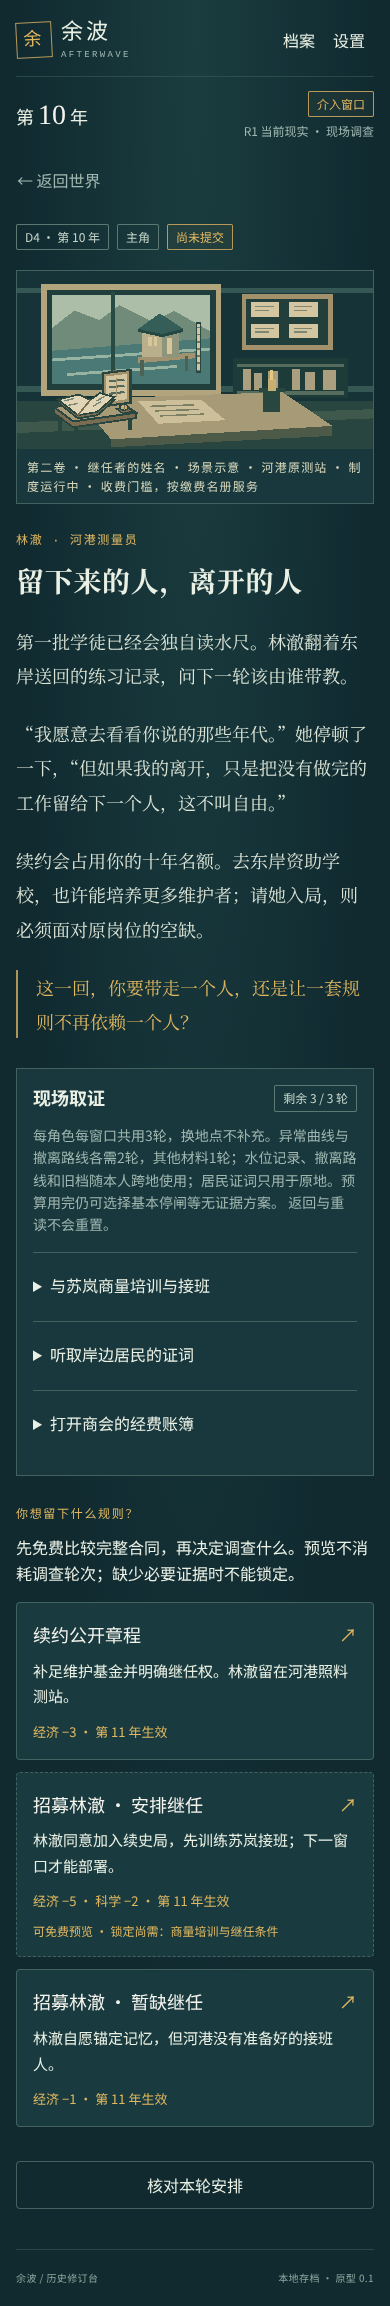 余
余波
AFTERWAVE
档案 设置
第 10 年
介入窗口
R1 当前现实 · 现场调查
← 返回世界
D4 · 第 10 年
主角
尚未提交
第二卷 · 继任者的姓名 · 场景示意 · 河港原测站 · 制
度运行中 · 收费门槛，按缴费名册服务
林澈 · 河港测量员
留下来的人，离开的人
第一批学徒已经会独自读水尺。林澈翻着东
岸送回的练习记录，问下一轮该由谁带教。
“我愿意去看看你说的那些年代。”她停顿了
一下，“但如果我的离开，只是把没有做完的
工作留给下一个人，这不叫自由。”
续约会占用你的十年名额。去东岸资助学
校，也许能培养更多维护者；请她入局，则
必须面对原岗位的空缺。
这一回，你要带走一个人，还是让一套规
则不再依赖一个人？
现场取证
剩余 3 / 3 轮
每角色每窗口共用3轮，换地点不补充。异常曲线与
撤离路线各需2轮，其他材料1轮；水位记录、撤离路
线和旧档随本人跨地使用；居民证词只用于原地。预
算用完仍可选择基本停闸等无证据方案。 返回与重
读不会重置。
▶ 与苏岚商量培训与接班
▶ 听取岸边居民的证词
▶ 打开商会的经费账簿
你想留下什么规则？
先免费比较完整合同，再决定调查什么。预览不消
耗调查轮次；缺少必要证据时不能锁定。
续约公开章程 ↗
补足维护基金并明确继任权。林澈留在河港照料
测站。
经济 −3 · 第 11 年生效
招募林澈 · 安排继任 ↗
林澈同意加入续史局，先训练苏岚接班；下一窗
口才能部署。
经济 −5 · 科学 −2 · 第 11 年生效
可免费预览 · 锁定尚需：商量培训与继任条件
招募林澈 · 暂缺继任 ↗
林澈自愿锚定记忆，但河港没有准备好的接班
人。
经济 −1 · 第 11 年生效
核对本轮安排
余波 / 历史修订台
本地存档 · 原型 0.1